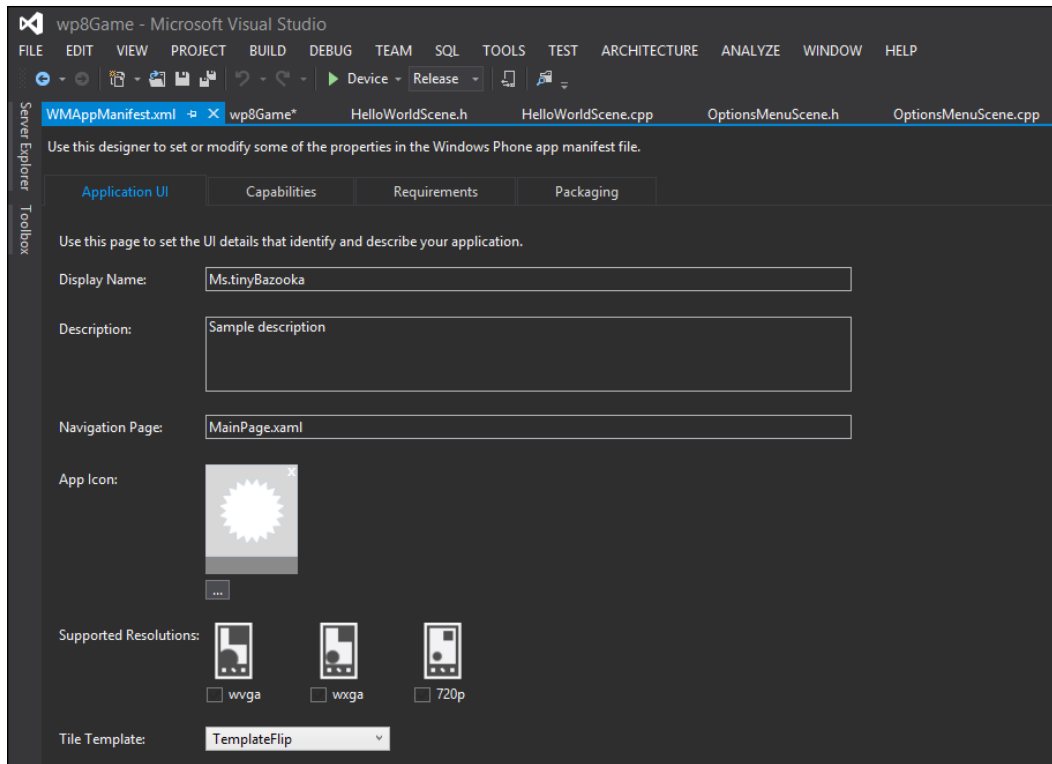 wp8Game - Microsoft Visual Studio
FILE EDIT VIEW PROJECT BUILD DEBUG TEAM SQL TOOLS TEST ARCHITECTURE ANALYZE WINDOW HELP
Device Release
Server Explorer
Toolbox
WMAppManifest.xml wp8Game* HelloWorldScene.h HelloWorldScene.cpp OptionsMenuScene.h OptionsMenuScene.cpp
Use this designer to set or modify some of the properties in the Windows Phone app manifest file.
Application UI Capabilities Requirements Packaging
Use this page to set the UI details that identify and describe your application.
Display Name: Ms.tinyBazooka
Description: Sample description
Navigation Page: MainPage.xaml
App Icon:
...
Supported Resolutions:
wvga wxga 720p
Tile Template: TemplateFlip